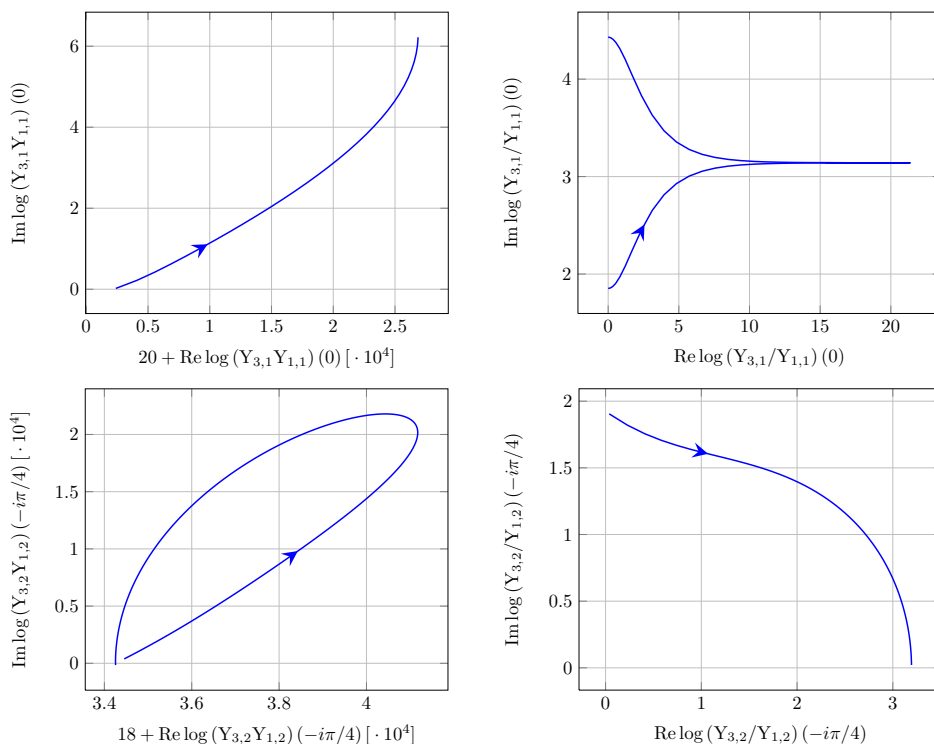 6
4
2
0
Im log (Y3,1Y1,1) (0)
0 0.5 1 1.5 2 2.5
20 + Re log (Y3,1Y1,1) (0) [ · 10^4]
4
3
2
Im log (Y3,1/Y1,1) (0)
0 5 10 15 20
Re log (Y3,1/Y1,1) (0)
2
1.5
1
0.5
0
Im log (Y3,2Y1,2) (−iπ/4) [ · 10^4]
3.4 3.6 3.8 4
18 + Re log (Y3,2Y1,2) (−iπ/4) [ · 10^4]
2
1.5
1
0.5
0
Im log (Y3,2/Y1,2) (−iπ/4)
0 1 2 3
Re log (Y3,2/Y1,2) (−iπ/4)